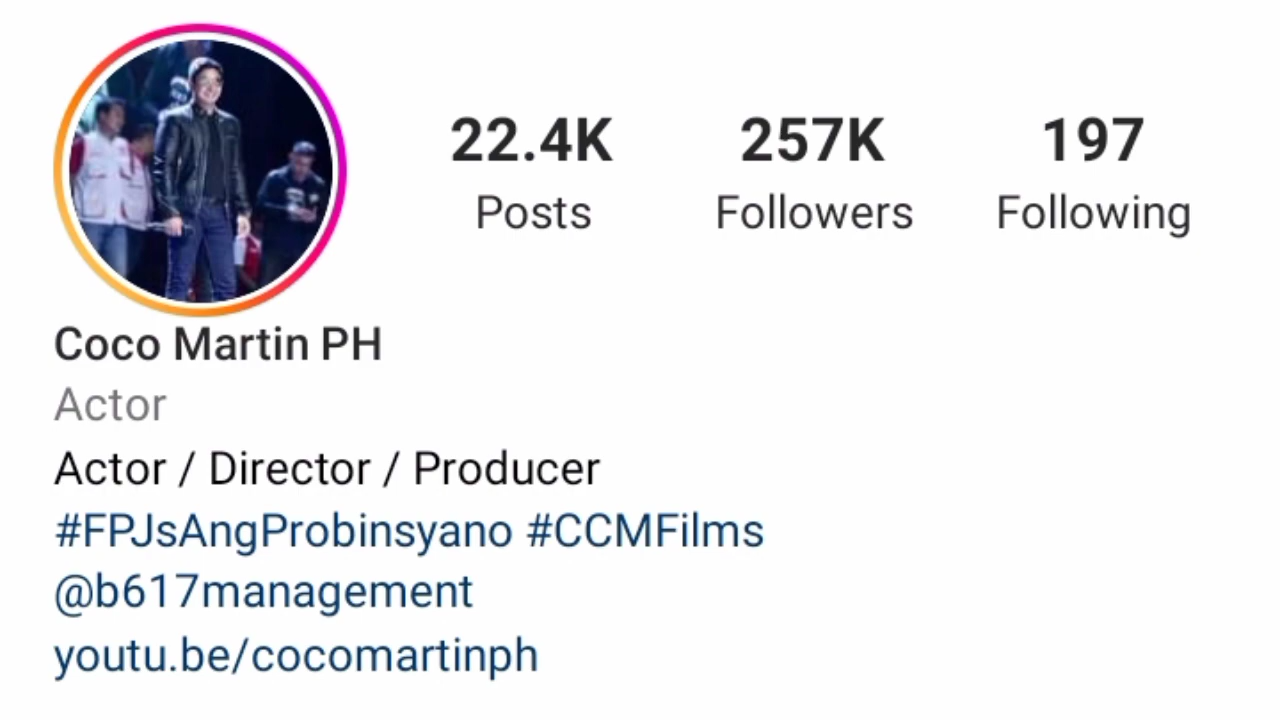 22.4K 257K 197
Posts Followers Following
Coco Martin PH
Actor
Actor / Director / Producer
#FPJsAngProbinsyano #CCMFilms
@b617management
youtu.be/cocomartinph